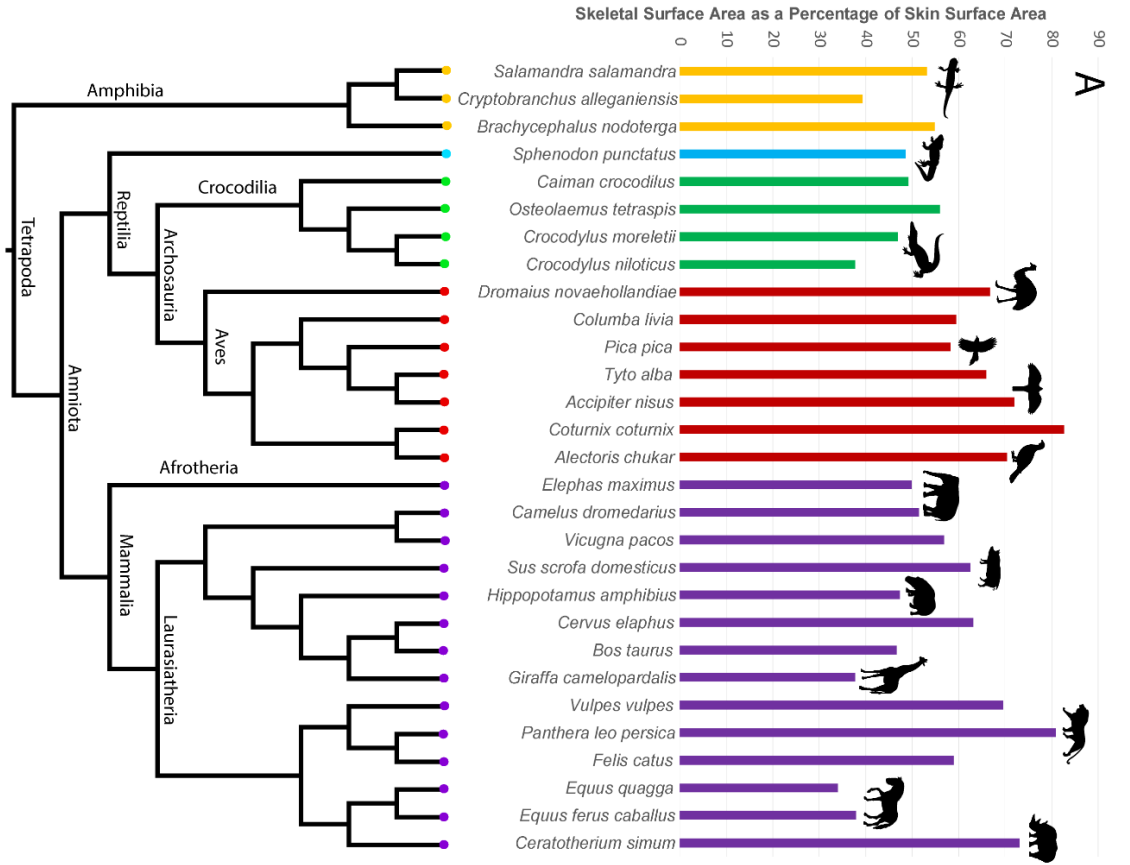 Skeletal Surface Area as a Percentage of Skin Surface Area
0 10 20 30 40 50 60 70 80 90
A
Salamandra salamandra
Cryptobranchus alleganiensis
Brachycephalus nodoterga
Sphenodon punctatus
Caiman crocodilus
Osteolaemus tetraspis
Crocodylus moreletii
Crocodylus niloticus
Dromaius novaehollandiae
Columba livia
Pica pica
Tyto alba
Accipiter nisus
Coturnix coturnix
Alectoris chukar
Elephas maximus
Camelus dromedarius
Vicugna pacos
Sus scrofa domesticus
Hippopotamus amphibius
Cervus elaphus
Bos taurus
Giraffa camelopardalis
Vulpes vulpes
Panthera leo persica
Felis catus
Equus quagga
Equus ferus caballus
Ceratotherium simum
Amphibia
Tetrapoda
Reptilia
Crocodilia
Archosauria
Aves
Amniota
Afrotheria
Mammalia
Laurasiatheria